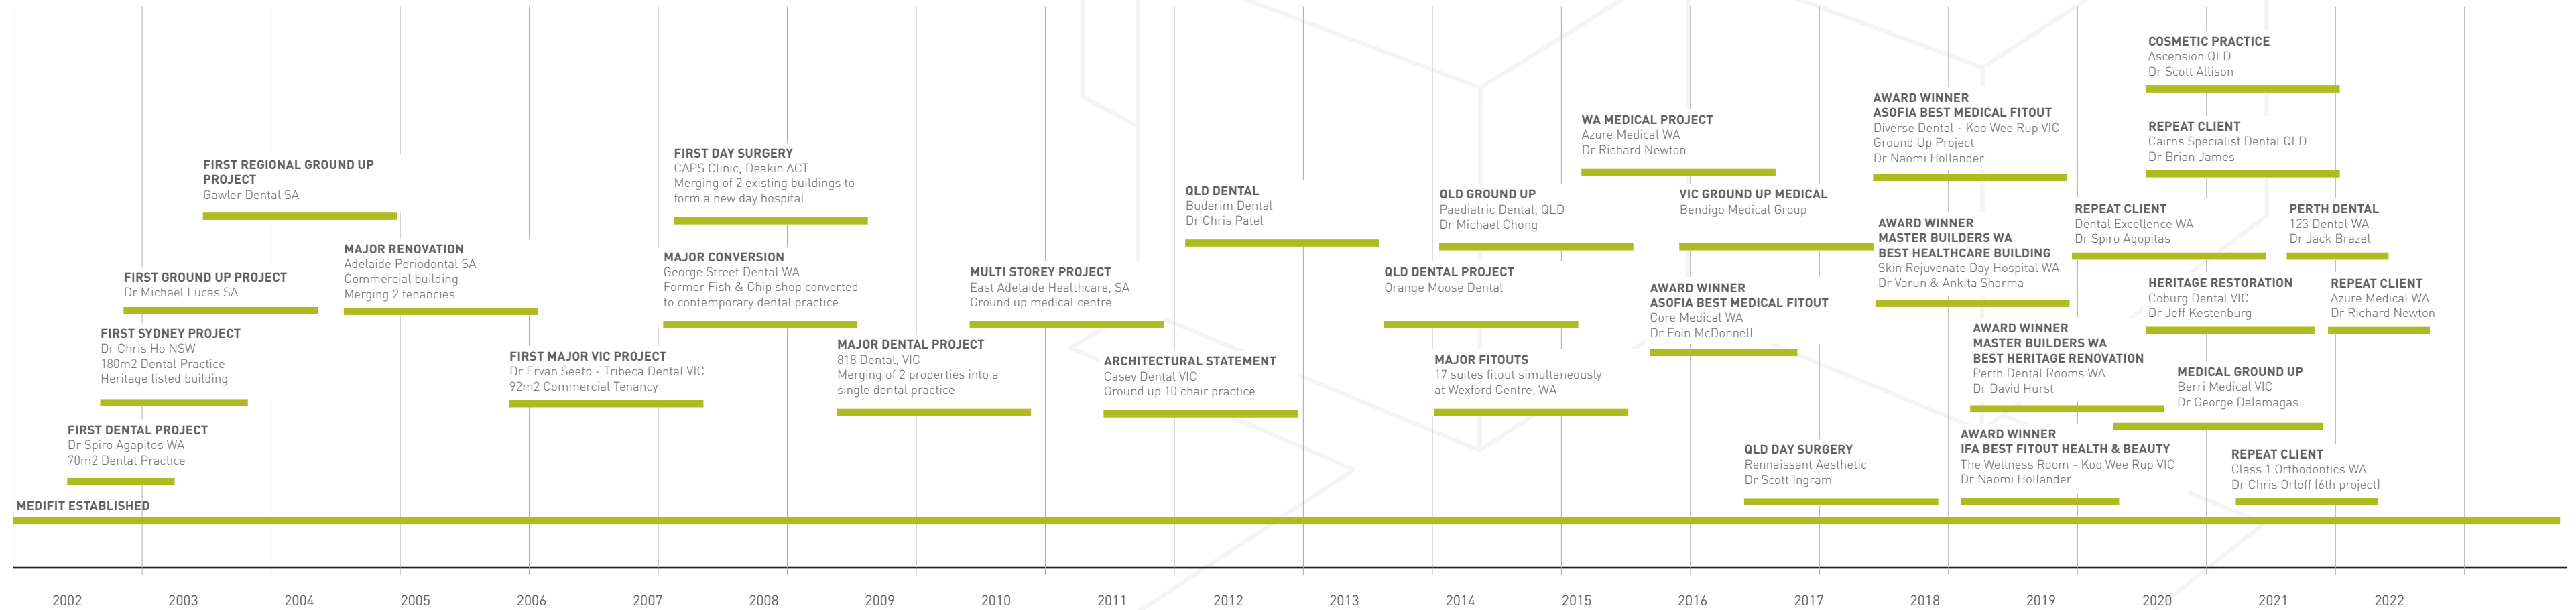 COSMETIC PRACTICE
Ascension QLD
Dr Scott Allison
AWARD WINNER
ASOFIA BEST MEDICAL FITOUT
Diverse Dental - Koo Wee Rup VIC
Ground Up Project
Dr Naomi Hollander
WA MEDICAL PROJECT
Azure Medical WA
Dr Richard Newton
REPEAT CLIENT
Cairns Specialist Dental QLD
Dr Brian James
FIRST REGIONAL GROUND UP
PROJECT
Gawler Dental SA
FIRST DAY SURGERY
CAPS Clinic, Deakin ACT
Merging of 2 existing buildings to
form a new day hospital
QLD DENTAL
Buderim Dental
Dr Chris Patel
QLD GROUND UP
Paediatric Dental, QLD
Dr Michael Chong
VIC GROUND UP MEDICAL
Bendigo Medical Group
AWARD WINNER
MASTER BUILDERS WA
BEST HEALTHCARE BUILDING
Skin Rejuvenate Day Hospital WA
Dr Varun & Ankita Sharma
REPEAT CLIENT
Dental Excellence WA
Dr Spiro Agopitas
PERTH DENTAL
123 Dental WA
Dr Jack Brazel
FIRST GROUND UP PROJECT
Dr Michael Lucas SA
MAJOR RENOVATION
Adelaide Periodontal SA
Commercial building
Merging 2 tenancies
MAJOR CONVERSION
George Street Dental WA
Former Fish & Chip shop converted
to contemporary dental practice
MULTI STOREY PROJECT
East Adelaide Healthcare, SA
Ground up medical centre
QLD DENTAL PROJECT
Orange Moose Dental
AWARD WINNER
ASOFIA BEST MEDICAL FITOUT
Core Medical WA
Dr Eoin McDonnell
HERITAGE RESTORATION
Coburg Dental VIC
Dr Jeff Kestenburg
REPEAT CLIENT
Azure Medical WA
Dr Richard Newton
FIRST SYDNEY PROJECT
Dr Chris Ho NSW
180m2 Dental Practice
Heritage listed building
FIRST MAJOR VIC PROJECT
Dr Ervan Seeto - Tribeca Dental VIC
92m2 Commercial Tenancy
MAJOR DENTAL PROJECT
818 Dental, VIC
Merging of 2 properties into a
single dental practice
ARCHITECTURAL STATEMENT
Casey Dental VIC
Ground up 10 chair practice
MAJOR FITOUTS
17 suites fitout simultaneously
at Wexford Centre, WA
AWARD WINNER
MASTER BUILDERS WA
BEST HERITAGE RENOVATION
Perth Dental Rooms WA
Dr David Hurst
MEDICAL GROUND UP
Berri Medical VIC
Dr George Dalamagas
FIRST DENTAL PROJECT
Dr Spiro Agapitos WA
70m2 Dental Practice
QLD DAY SURGERY
Rennaissant Aesthetic
Dr Scott Ingram
AWARD WINNER
IFA BEST FITOUT HEALTH & BEAUTY
The Wellness Room - Koo Wee Rup VIC
Dr Naomi Hollander
REPEAT CLIENT
Class 1 Orthodontics WA
Dr Chris Orloff (6th project)
MEDIFIT ESTABLISHED
2002 2003 2004 2005 2006 2007 2008 2009 2010 2011 2012 2013 2014 2015 2016 2017 2018 2019 2020 2021 2022